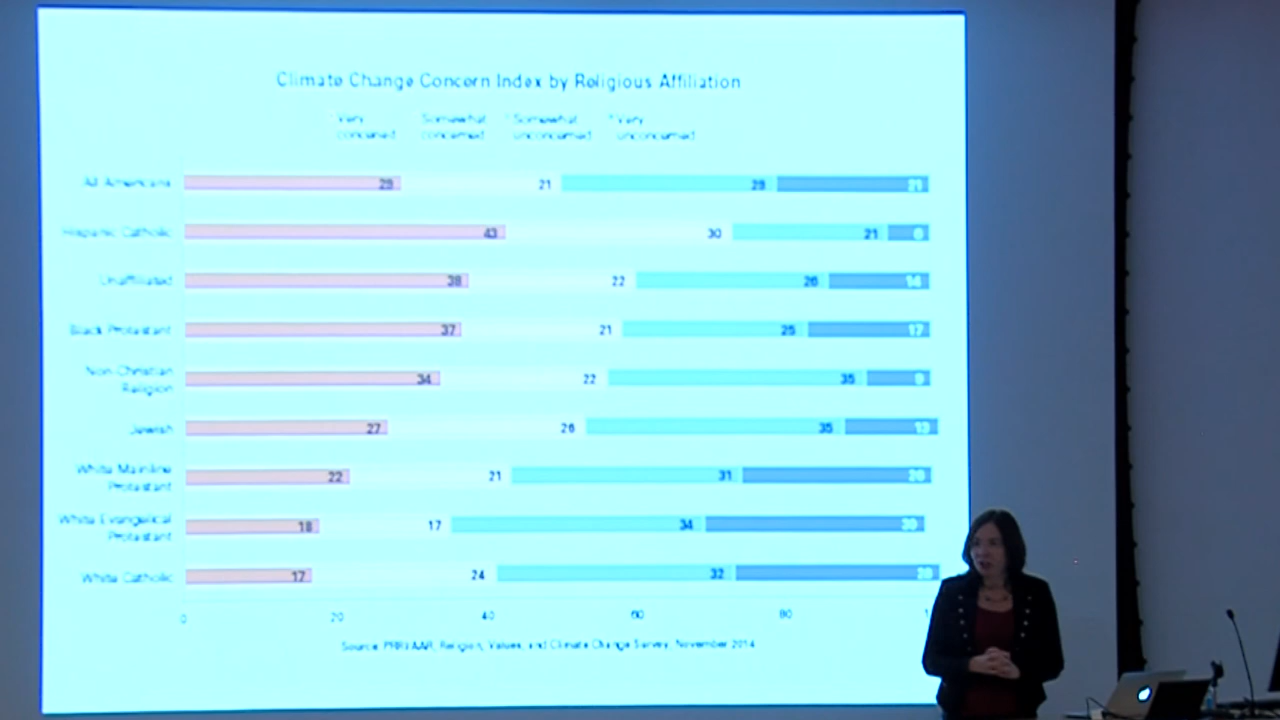 Climate Change Concern Index by Religious Affiliation
Very concerned
Somewhat concerned
Somewhat unconcerned
Very unconcerned
All Americans 29 21 29 21
Hispanic Catholic 43 30 21
Unaffiliated 38 22 26 14
Black Protestant 37 21 25 17
Non-Christian
Religion 34 22 35 9
Jewish 27 26 35
White Mainline
Protestant 22 21 31
White Evangelical
Protestant 18 17 34
White Catholic 17 24 32
0 20 40 60 80
Source: PRRI/AAR, Religion, Values, and Climate Change Survey, November 2014